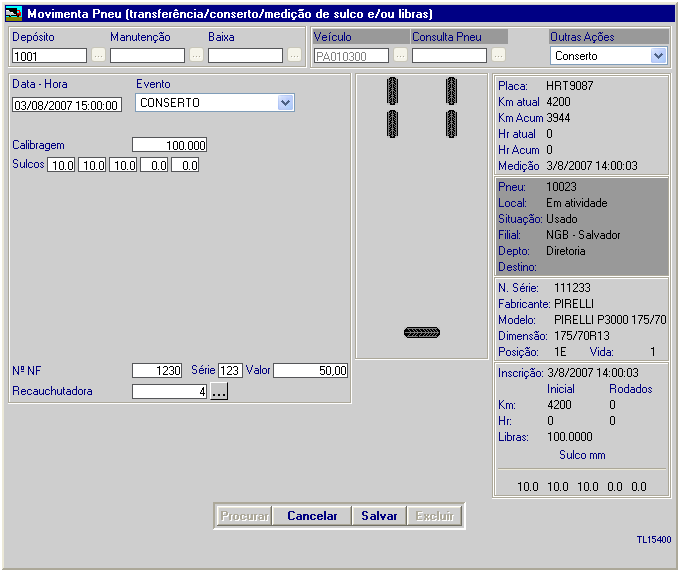 Movimenta Pneu (transferência/conserto/medição de sulco e/ou libras)
Depósito Manutenção Baixa Veículo Consulta Pneu Outras Ações
1001 ... ... ... PA010300 ... ... Conserto
Data - Hora Evento
03/08/2007 15:00:00 CONSERTO
Calibragem 100.000
Sulcos 10.0 10.0 10.0 0.0 0.0
Nº NF 1230 Série 123 Valor 50,00
Recauchutadora 4 ...
Placa: HRT9087
Km atual 4200
Km Acum 3944
Hr atual 0
Hr Acum 0
Medição 3/8/2007 14:00:03
Pneu: 10023
Local: Em atividade
Situação: Usado
Filial: NGB - Salvador
Depto: Diretoria
Destino:
N. Série: 111233
Fabricante: PIRELLI
Modelo: PIRELLI P3000 175/70
Dimensão: 175/70R13
Posição: 1E Vida: 1
Inscrição: 3/8/2007 14:00:03
Inicial Rodados
Km: 4200 0
Hr: 0 0
Libras: 100.0000
Sulco mm
10.0 10.0 10.0 0.0 0.0
Procurar Cancelar Salvar Excluir
TL15400